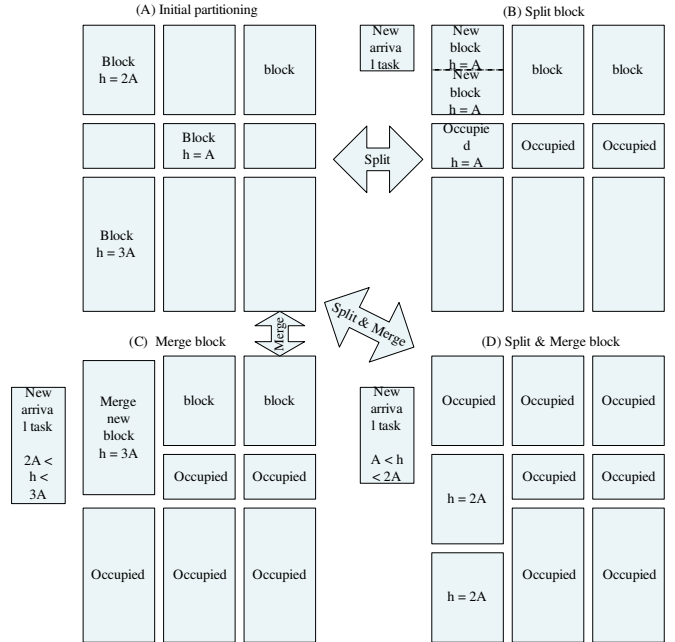 (A) Initial partitioning
Block
h = 2A
block
Block
h = A
Block
h = 3A
Split
(B) Split block
New
arriva
l task
New
block
h = A
New
block
h = A
block
block
Occupie
d
h = A
Occupied
Occupied
Merge
Split & Merge
(C) Merge block
New
arriva
l task
2A <
h <
3A
Merge
new
block
h = 3A
block
block
Occupied
Occupied
Occupied
Occupied
Occupied
(D) Split & Merge block
New
arriva
l task
A < h
< 2A
Occupied
Occupied
Occupied
h = 2A
Occupied
Occupied
h = 2A
Occupied
Occupied